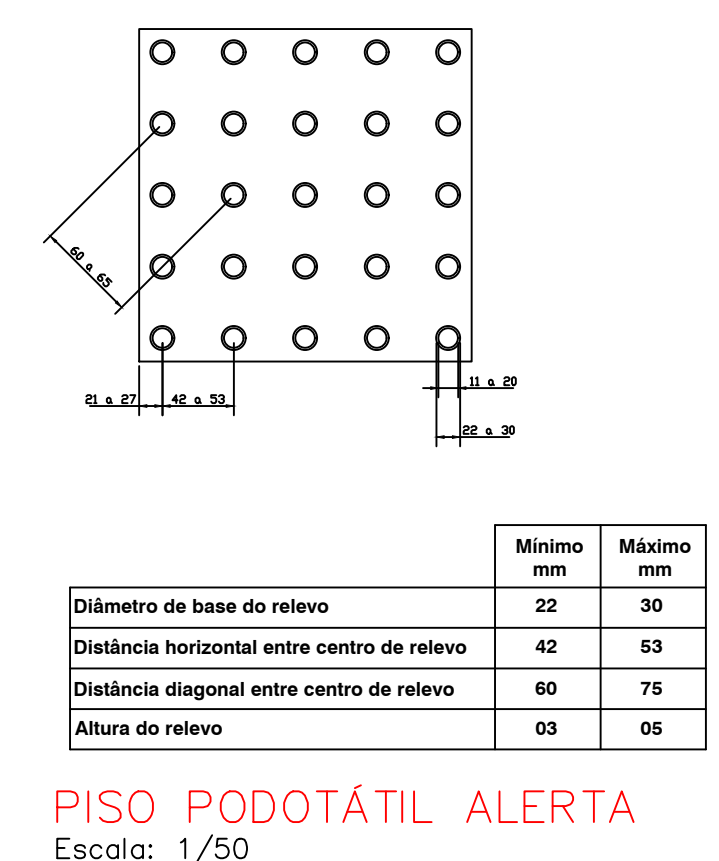 60 a 65
11 a 20
21 a 27 42 a 53
22 a 30
Mínimo mm Máximo mm
Diâmetro de base do relevo 22 30
Distância horizontal entre centro de relevo 42 53
Distância diagonal entre centro de relevo 60 75
Altura do relevo 03 05
PISO PODOTÁTIL ALERTA
Escala: 1/50